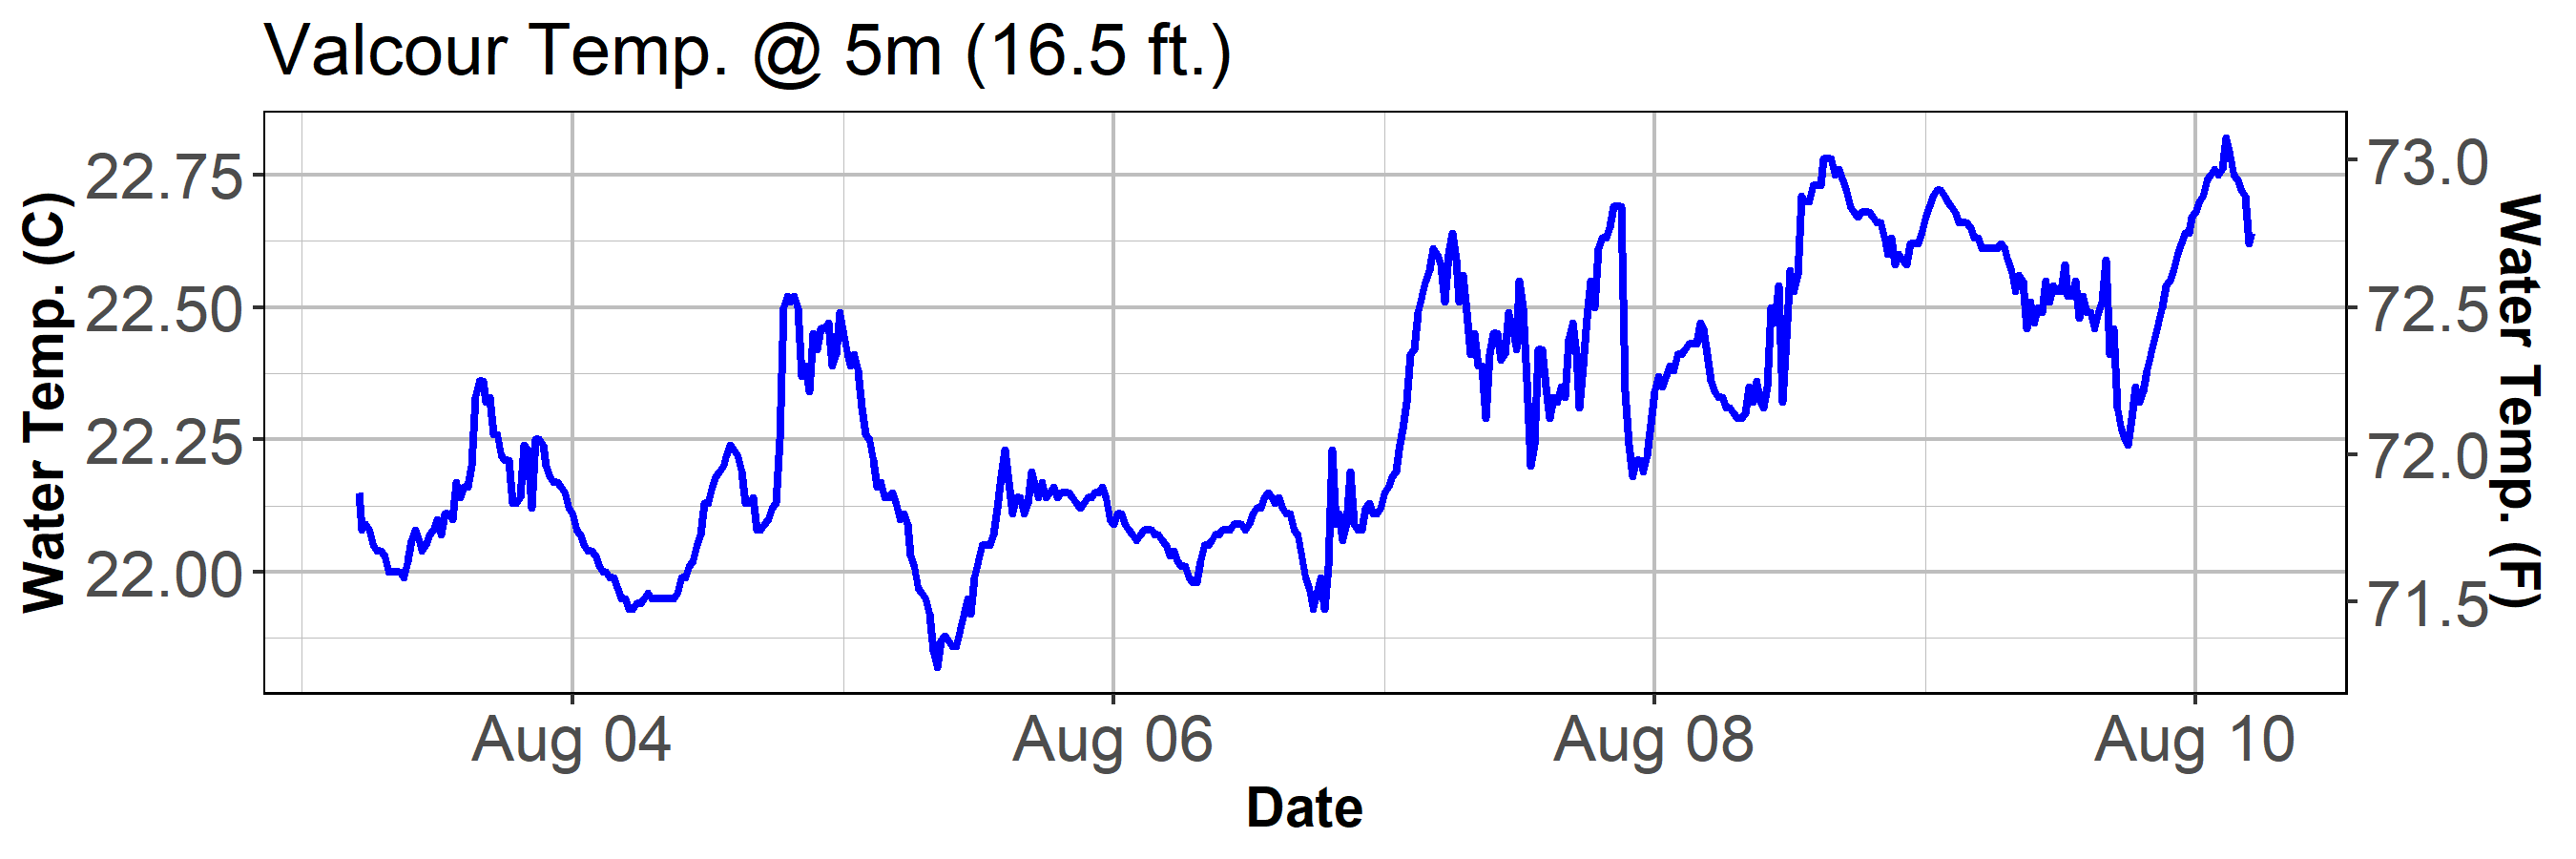 Valcour Temp. @ 5m (16.5 ft.)
Water Temp. (C)
22.75
22.50
22.25
22.00
73.0
72.5
72.0
71.5
Water Temp. (F)
Aug 04 Aug 06 Aug 08 Aug 10
Date